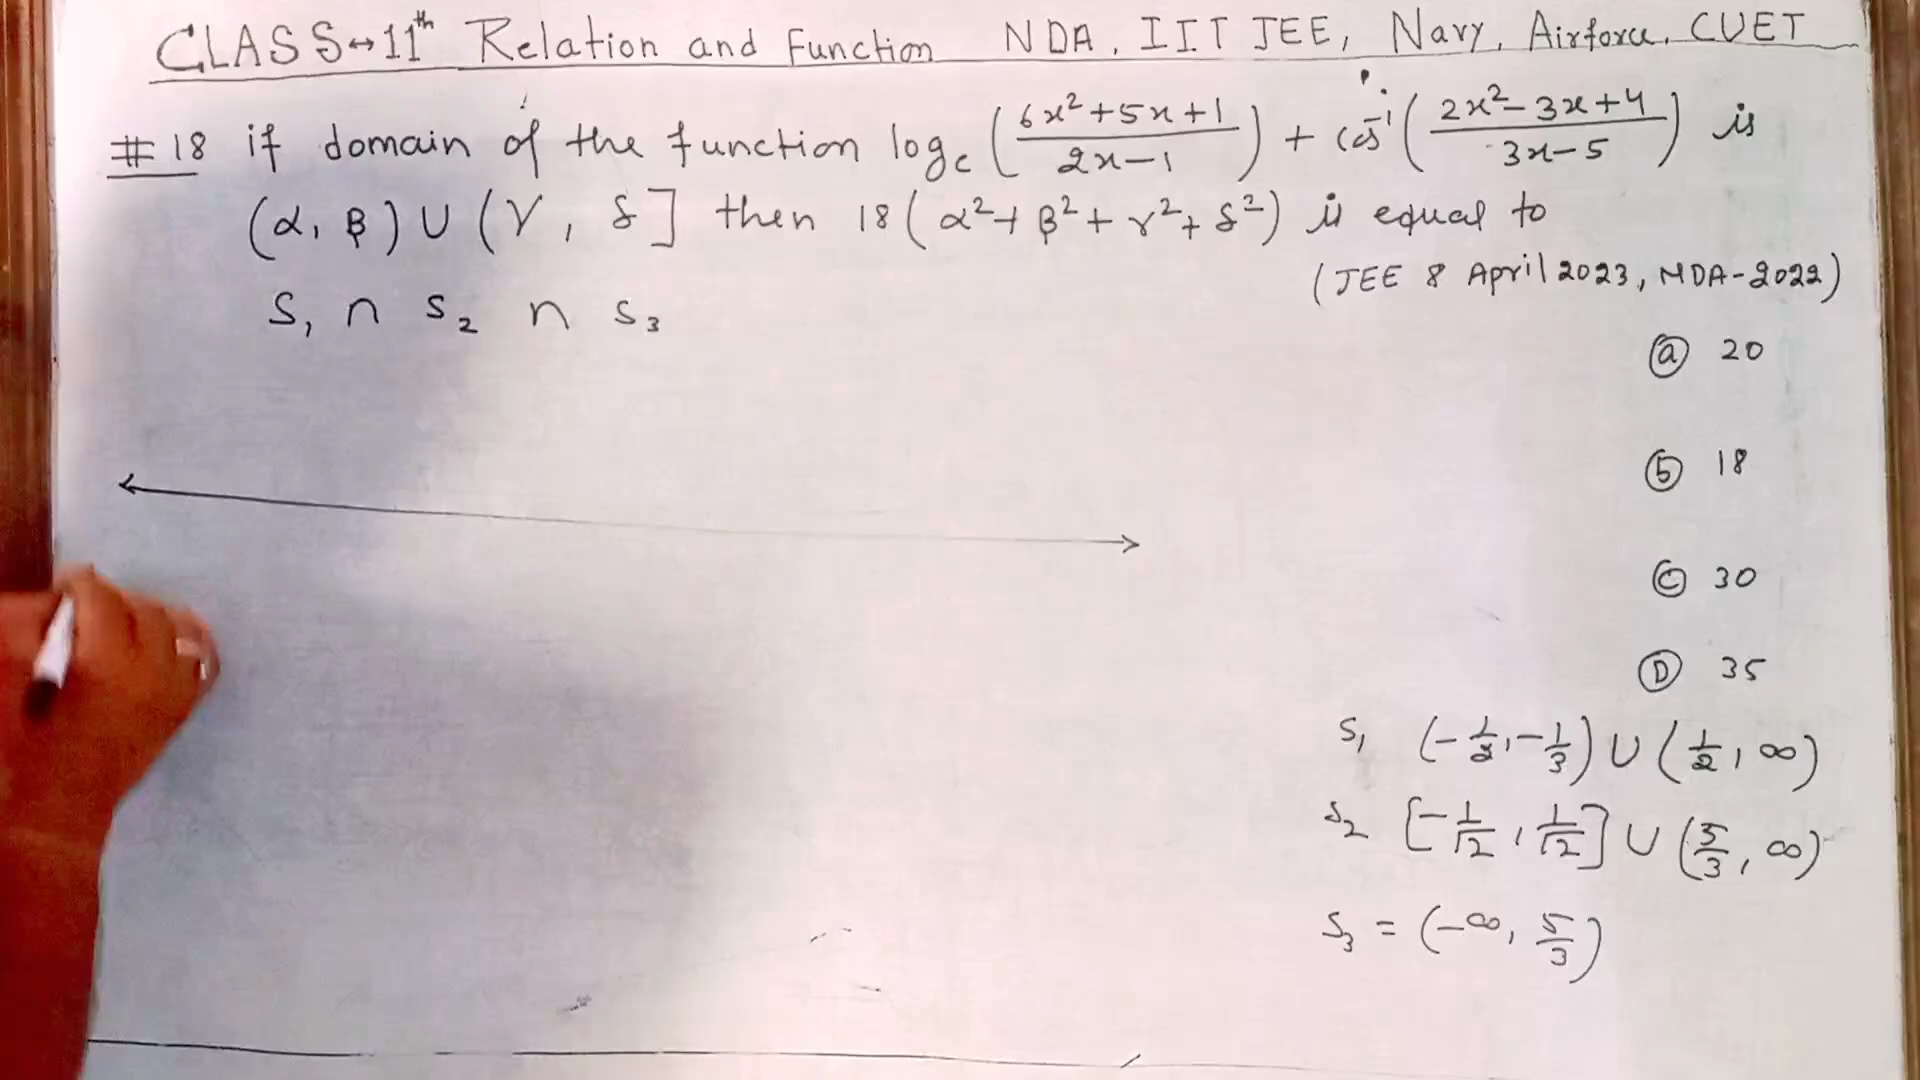 CLASS↔11th Relation and Function NDA, IIT JEE, Navy, Airforce, CUET
#18 if domain of the function logₑ((6x²+5x+1)/(2x-1)) + cos⁻¹((2x²-3x+4)/(3x-5)) is
(α, β) ∪ (γ, δ] then 18(α²+β²+γ²+δ²) is equal to
(JEE 8 April 2023, NDA-2022)
S₁ ∩ S₂ ∩ S₃
(a) 20
(b) 18
(c) 30
(D) 35
S₁ (-1/2, -1/3) ∪ (1/2, ∞)
S₂ [-1/√2, 1/√2] ∪ (5/3, ∞)
S₃ = (-∞, 5/3)